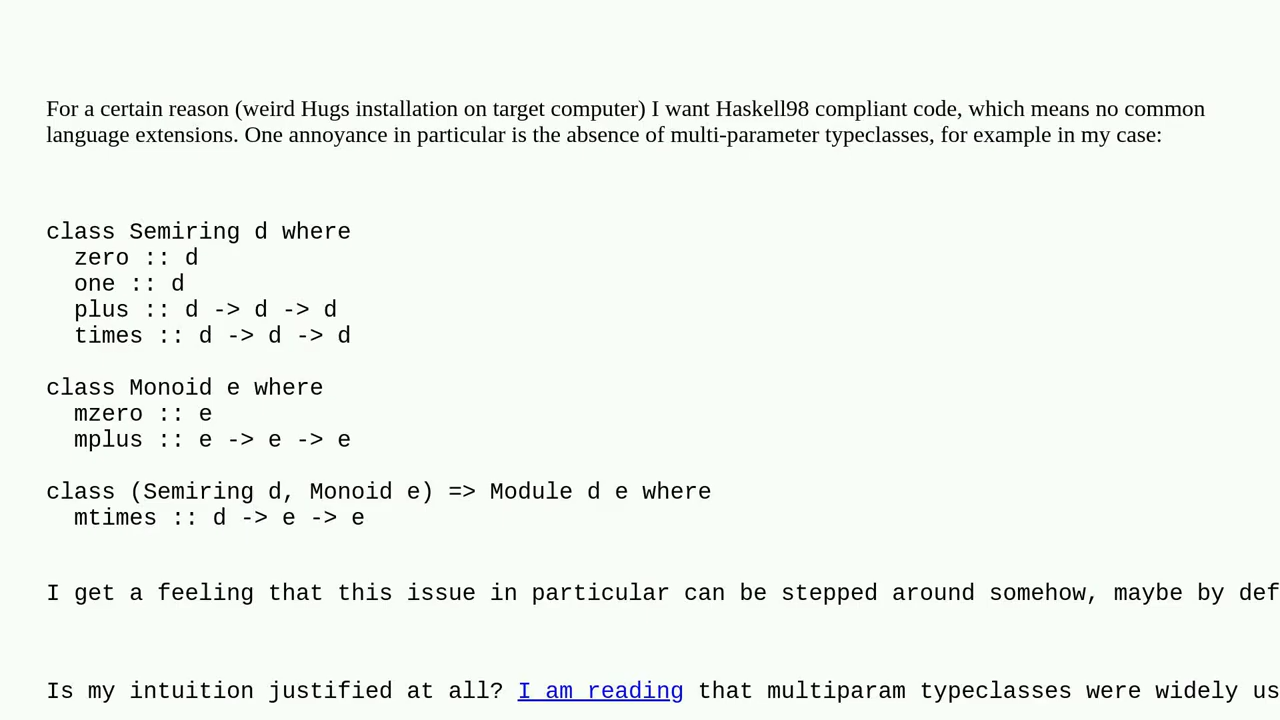 For a certain reason (weird Hugs installation on target computer) I want Haskell98 compliant code, which means no common
language extensions. One annoyance in particular is the absence of multi-parameter typeclasses, for example in my case:
class Semiring d where
  zero :: d
  one :: d
  plus :: d -> d -> d
  times :: d -> d -> d
class Monoid e where
  mzero :: e
  mplus :: e -> e -> e
class (Semiring d, Monoid e) => Module d e where
  mtimes :: d -> e -> e
I get a feeling that this issue in particular can be stepped around somehow, maybe by def
Is my intuition justified at all? I am reading that multiparam typeclasses were widely us